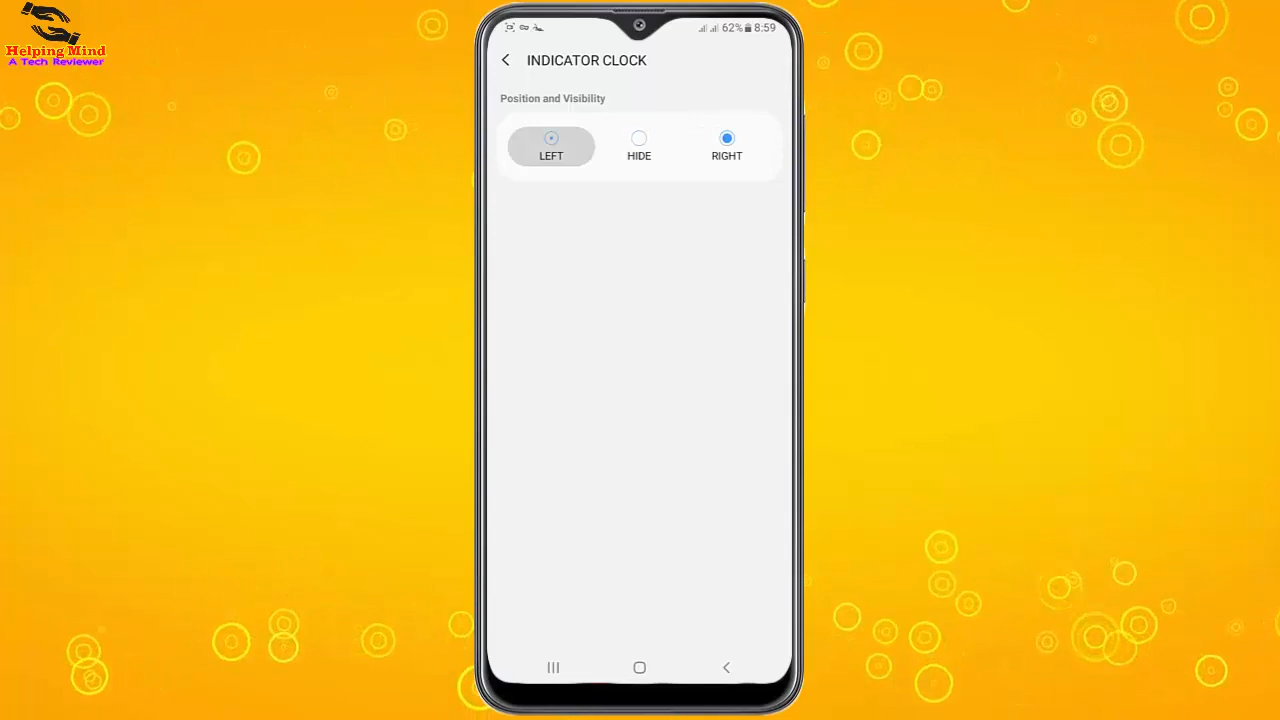 Helping Mind
A Tech Reviewer
62% 8:59
INDICATOR CLOCK
Position and Visibility
LEFT HIDE RIGHT